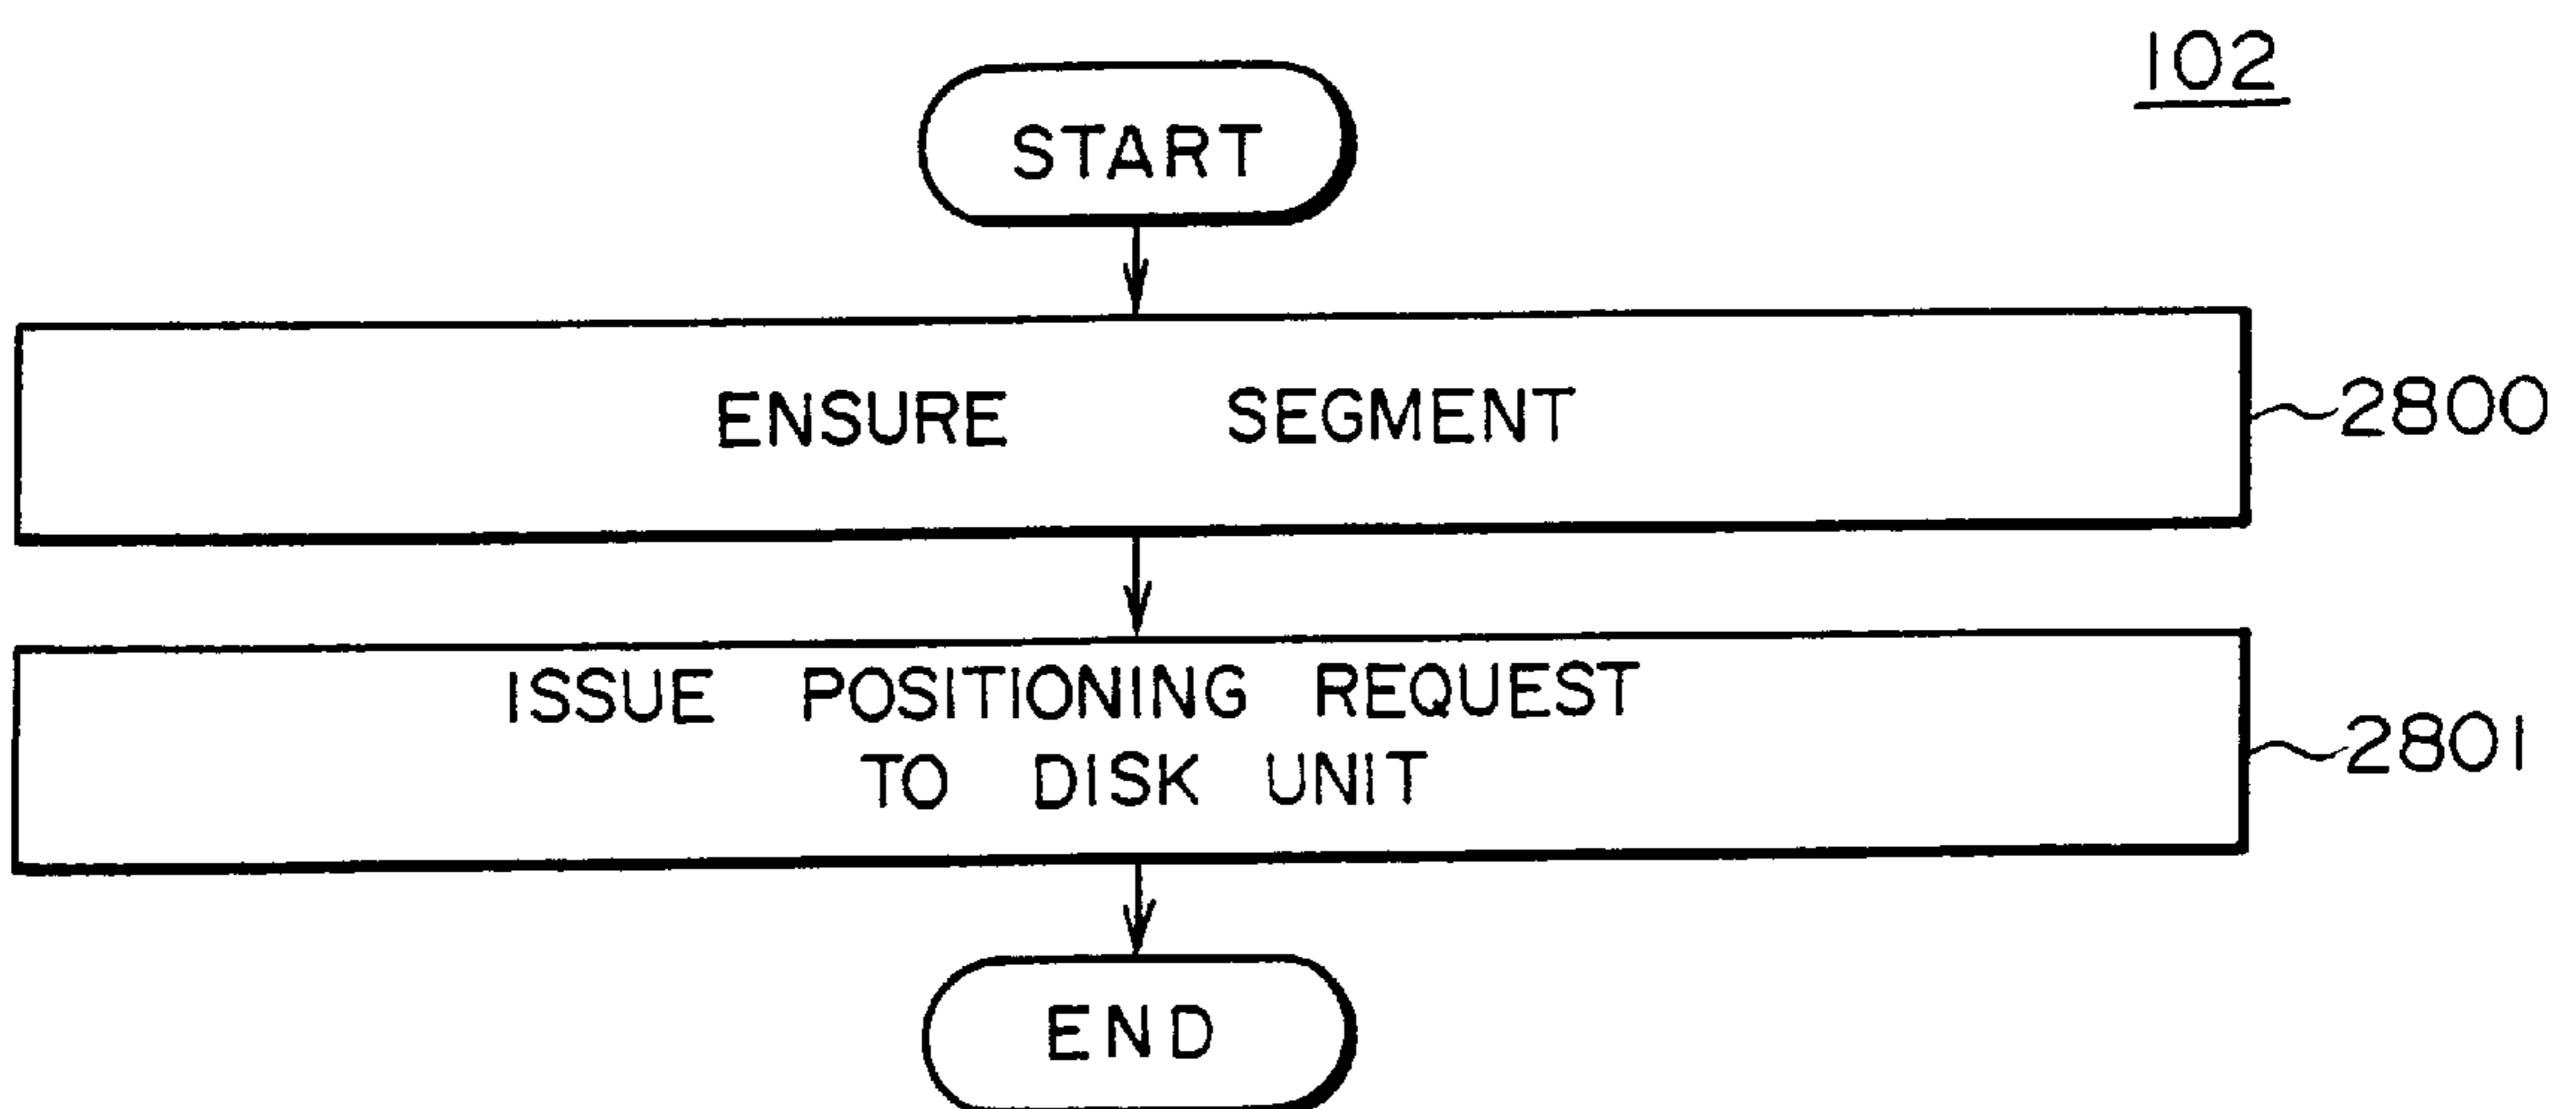 102
START
ENSURE SEGMENT
2800
ISSUE POSITIONING REQUEST
TO DISK UNIT
2801
END